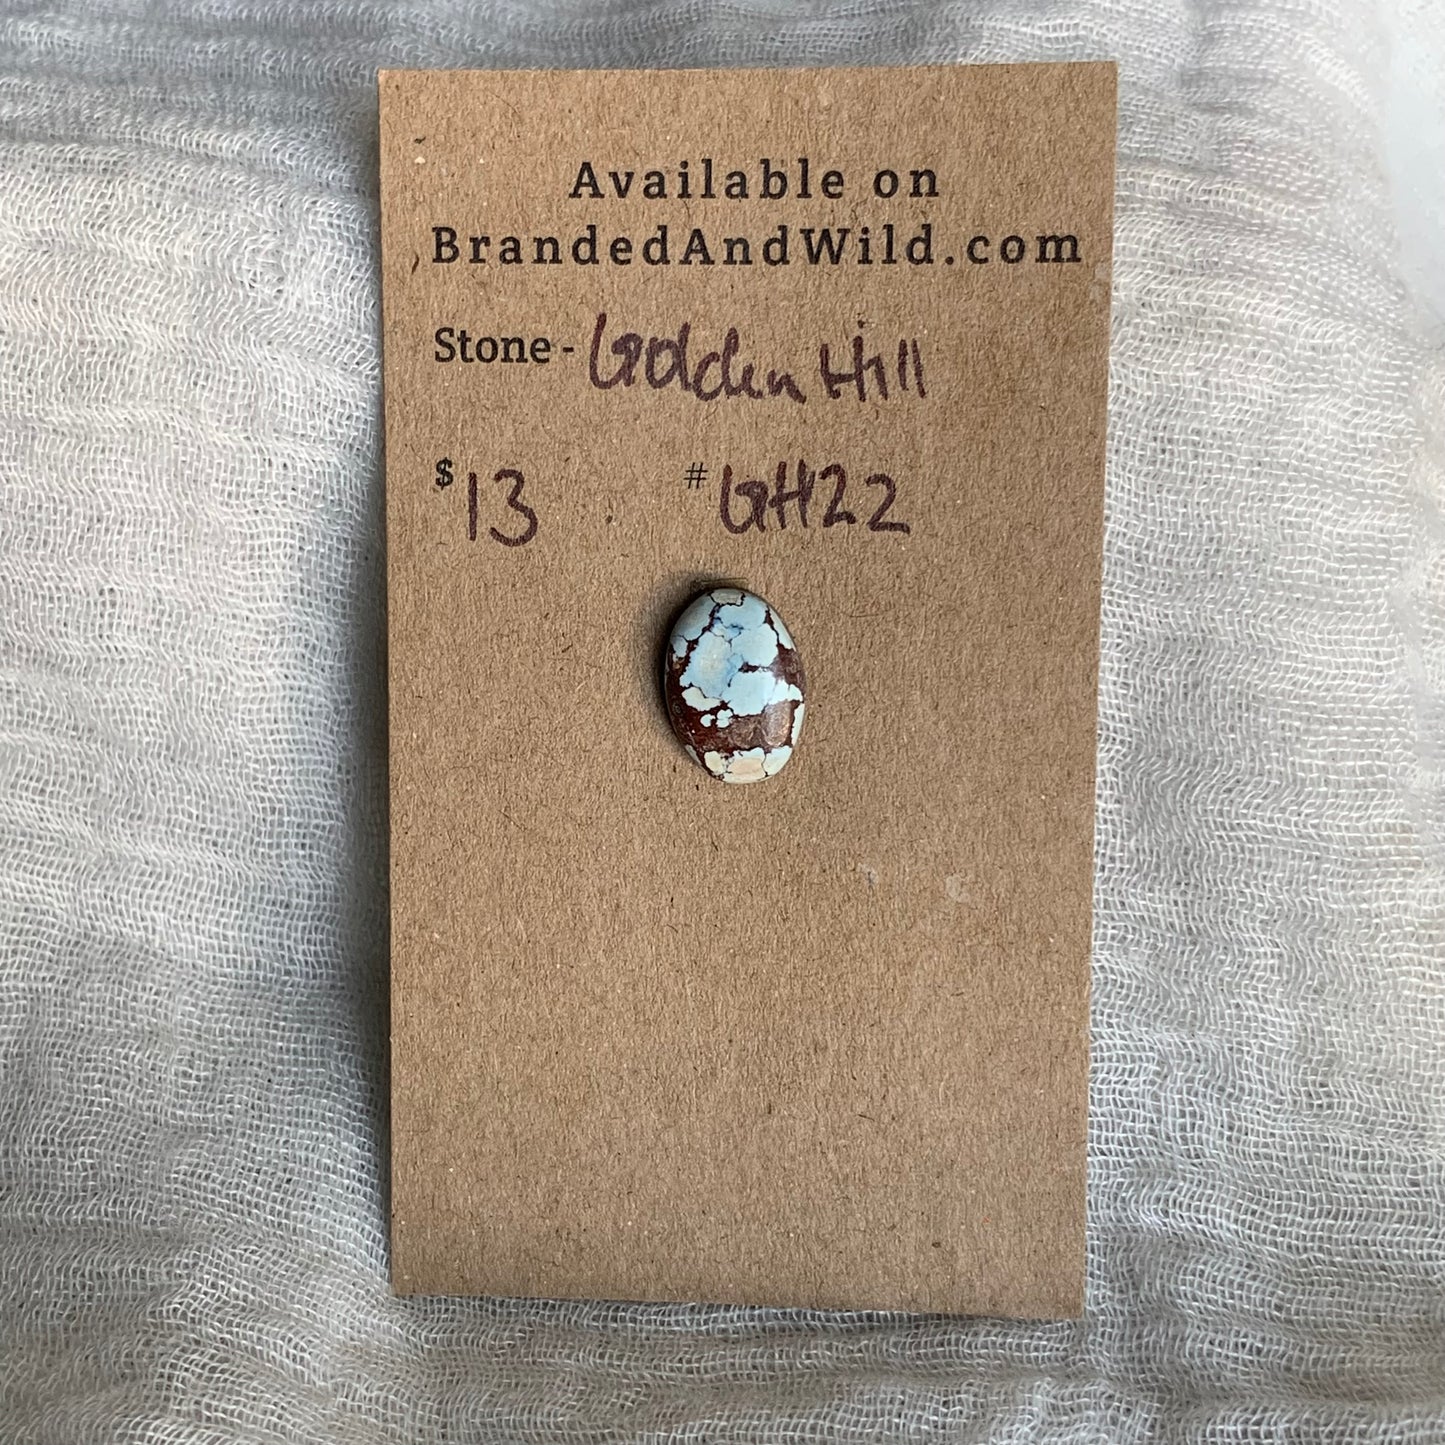 Available on
BrandedAndWild.com
Stone - Golden Hill
$13 # GH22